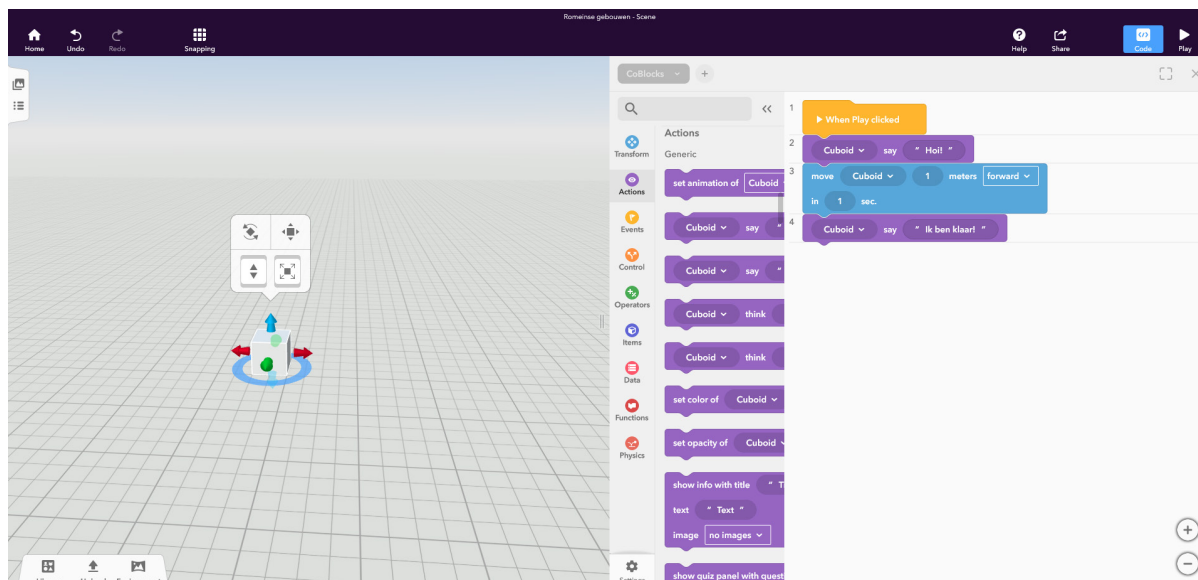 Romeinse gebouwen - Scene
Home Undo Redo Snapping Help Share Code Play
CoBlocks
Transform
Actions
Events
Control
Operators
Items
Data
Functions
Physics
Actions
Generic
set animation of Cuboid
Cuboid say "
Cuboid say "
Cuboid think
Cuboid think
set color of Cuboid
set opacity of Cuboid
show info with title "
text " Text "
image no images
show quiz panel with quest
1
When Play clicked
2
Cuboid say " Hoi! "
3
move Cuboid 1 meters forward
in 1 sec.
4
Cuboid say " Ik ben klaar! "